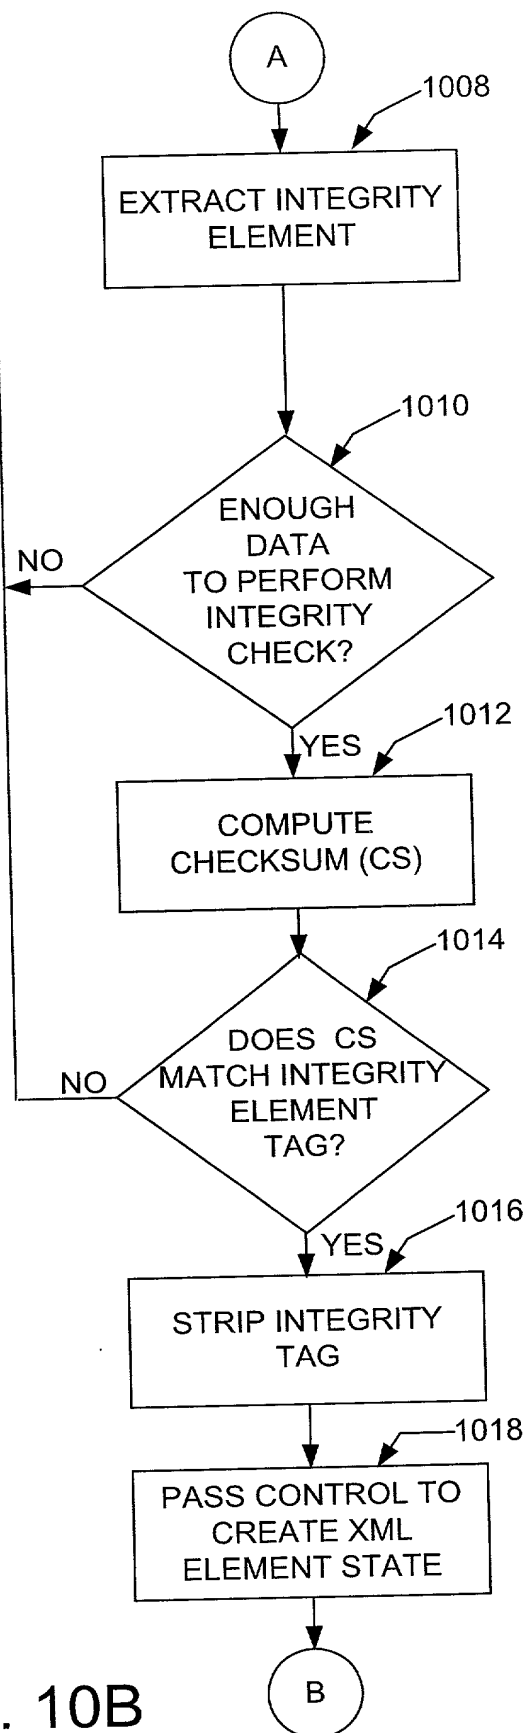 A
1008
EXTRACT INTEGRITY
ELEMENT
1010
ENOUGH
DATA
TO PERFORM
INTEGRITY
CHECK?
NO
YES
1012
COMPUTE
CHECKSUM (CS)
1014
DOES CS
MATCH INTEGRITY
ELEMENT
TAG?
NO
YES
1016
STRIP INTEGRITY
TAG
1018
PASS CONTROL TO
CREATE XML
ELEMENT STATE
B
. 10B